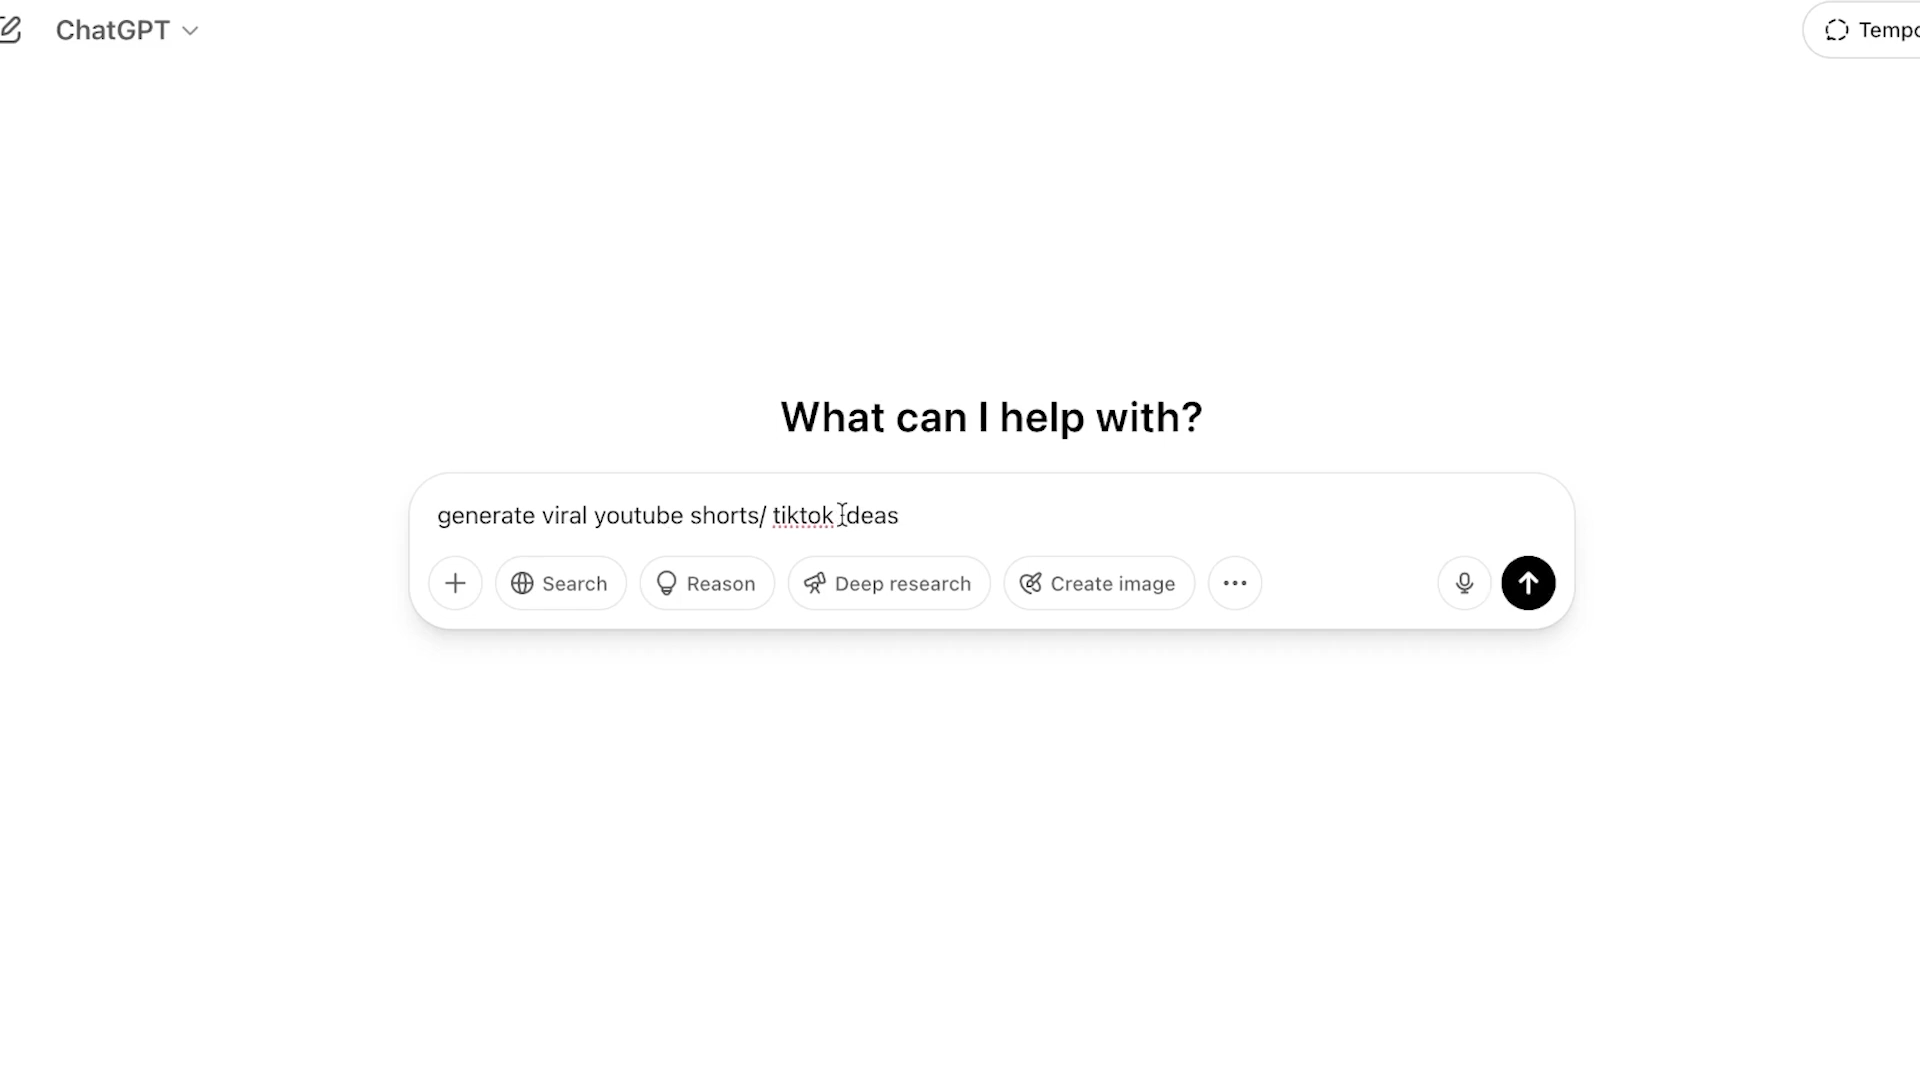 ChatGPT
Tempo
What can I help with?
generate viral youtube shorts/ tiktok ideas
Search
Reason
Deep research
Create image